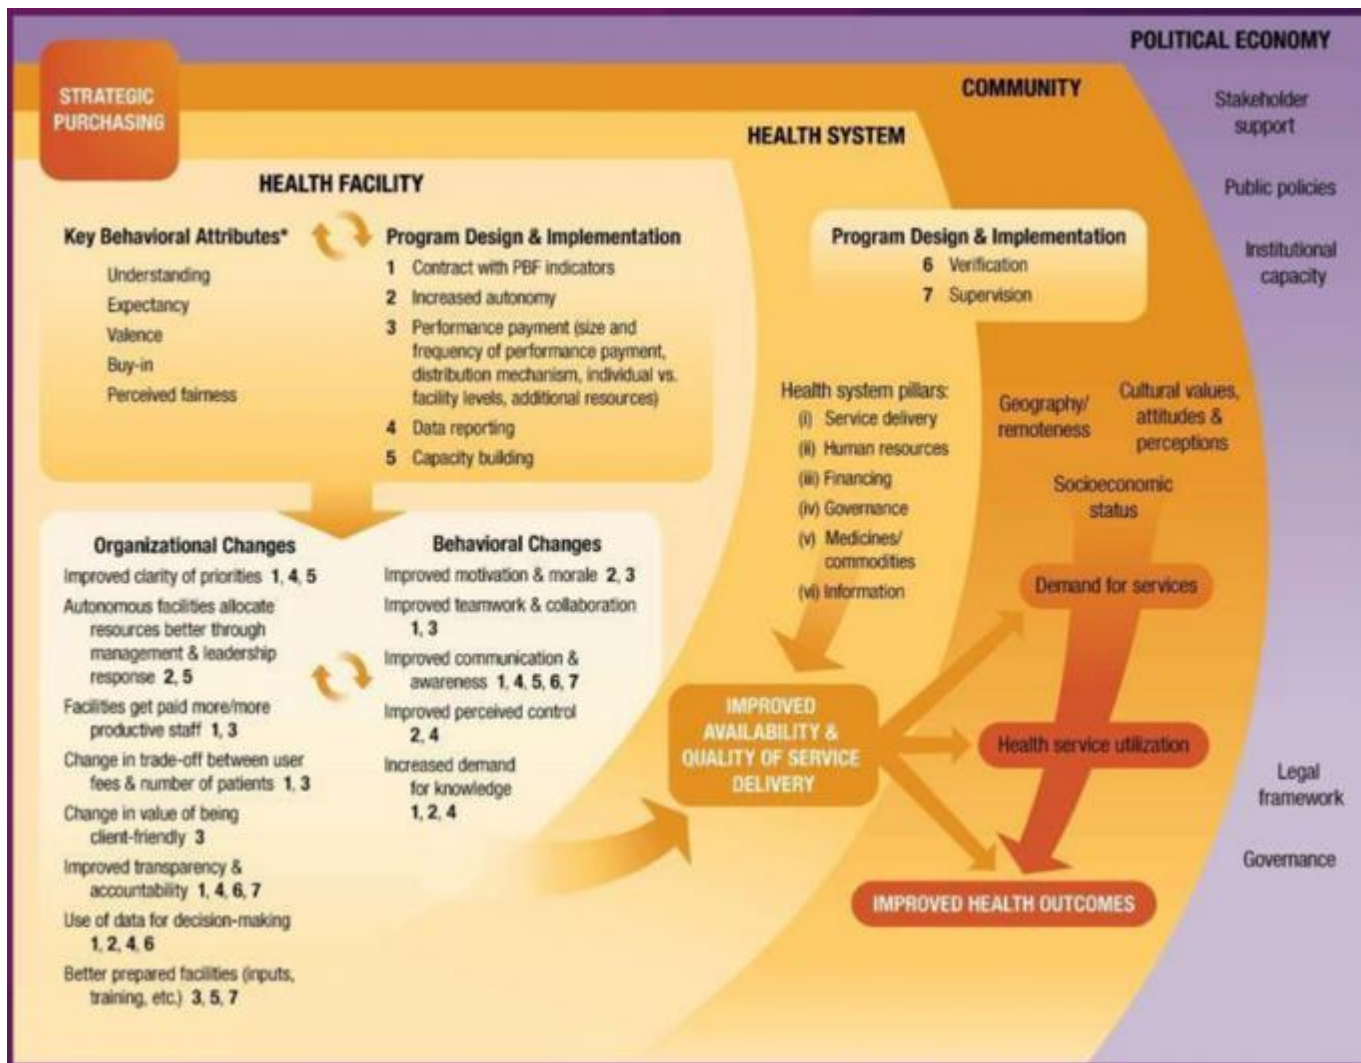 POLITICAL ECONOMY
STRATEGIC
PURCHASING
COMMUNITY
Stakeholder
support
HEALTH SYSTEM
HEALTH FACILITY
Public policies
Key Behavioral Attributes*
Understanding
Expectancy
Valence
Buy-in
Perceived fairness
Program Design & Implementation
1 Contract with PBF indicators
2 Increased autonomy
3 Performance payment (size and
frequency of performance payment,
distribution mechanism, individual vs.
facility levels, additional resources)
4 Data reporting
5 Capacity building
Program Design & Implementation
6 Verification
7 Supervision
Institutional
capacity
Health system pillars:
(i) Service delivery
(ii) Human resources
(iii) Financing
(iv) Governance
(v) Medicines/
commodities
(vi) Information
Geography/
remoteness
Cultural values,
attitudes &
perceptions
Socioeconomic
status
Organizational Changes
Improved clarity of priorities 1, 4, 5
Autonomous facilities allocate
resources better through
management & leadership
response 2, 5
Facilities get paid more/more
productive staff 1, 3
Change in trade-off between user
fees & number of patients 1, 3
Change in value of being
client-friendly 3
Improved transparency &
accountability 1, 4, 6, 7
Use of data for decision-making
1, 2, 4, 6
Better prepared facilities (inputs,
training, etc.) 3, 5, 7
Behavioral Changes
Improved motivation & morale 2, 3
Improved teamwork & collaboration
1, 3
Improved communication &
awareness 1, 4, 5, 6, 7
Improved perceived control
2, 4
Increased demand
for knowledge
1, 2, 4
IMPROVED
AVAILABILITY &
QUALITY OF SERVICE
DELIVERY
Demand for services
Health service utilization
IMPROVED HEALTH OUTCOMES
Legal
framework
Governance